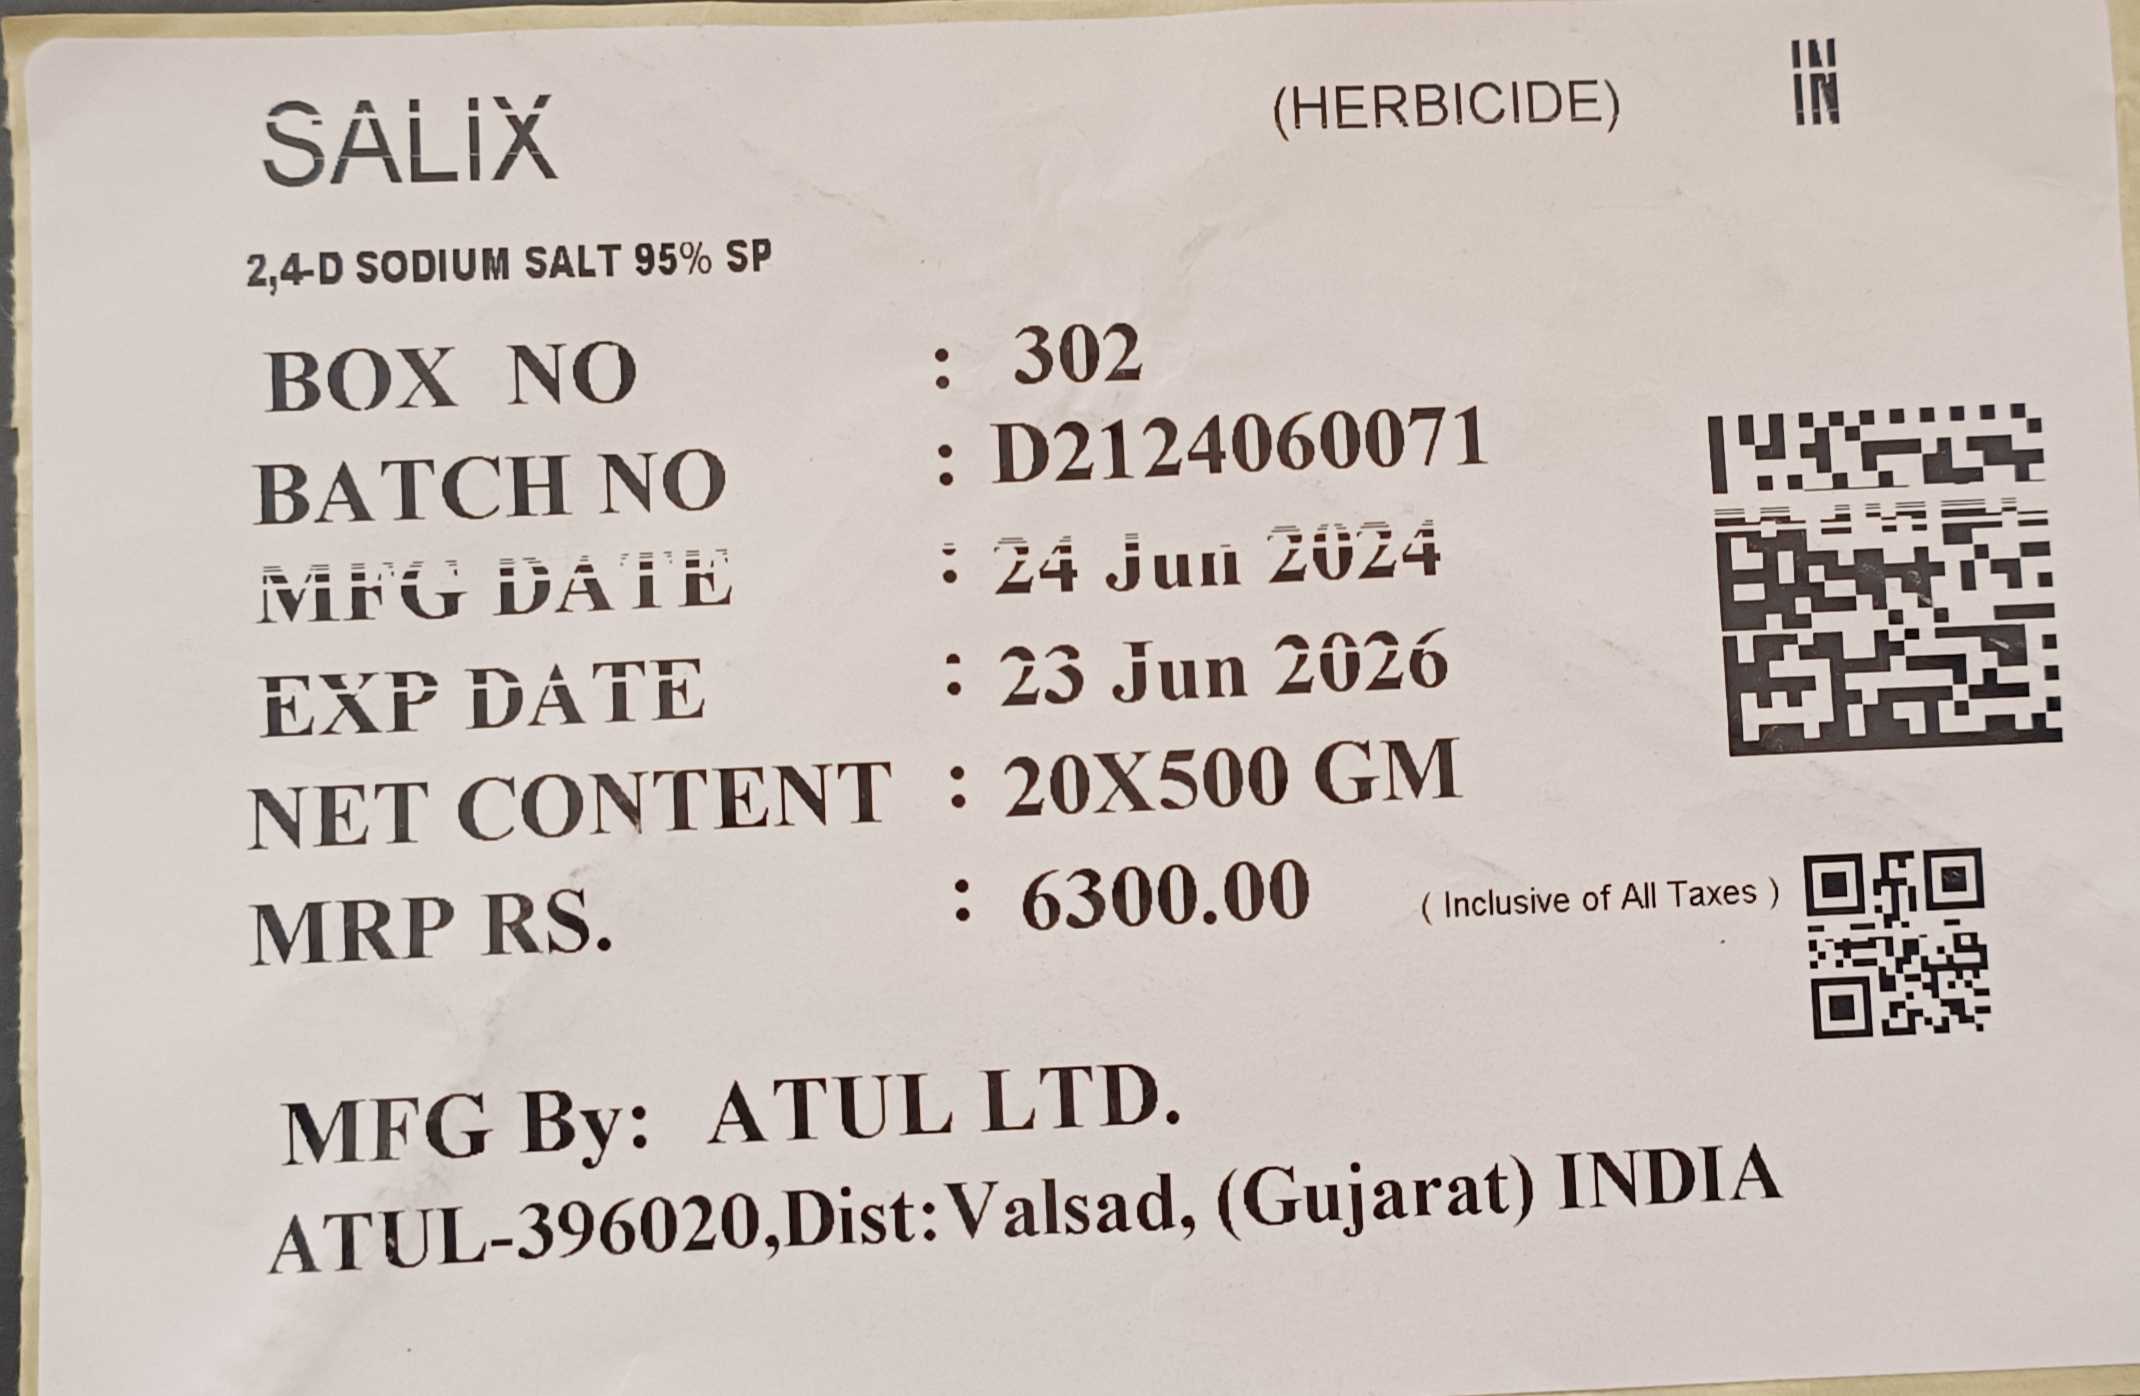 SALIX (HERBICIDE) IN
IN
2,4-D SODIUM SALT 95% SP
BOX NO : 302
BATCH NO : D2124060071
MFG DATE : 24 Jun 2024
EXP DATE : 23 Jun 2026
NET CONTENT : 20X500 GM
MRP RS. : 6300.00 ( Inclusive of All Taxes )
MFG By: ATUL LTD.
ATUL-396020,Dist:Valsad, (Gujarat) INDIA